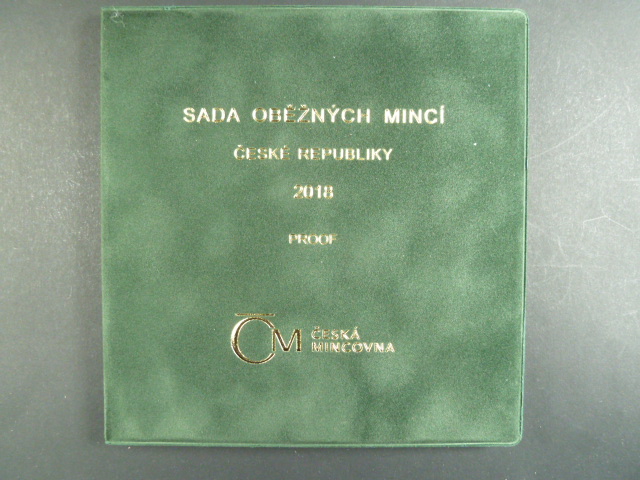 SADA OBĚŽNÝCH MINCÍ
ČESKÉ REPUBLIKY
2018
PROOF
ČM ČESKÁ
MINCOVNA